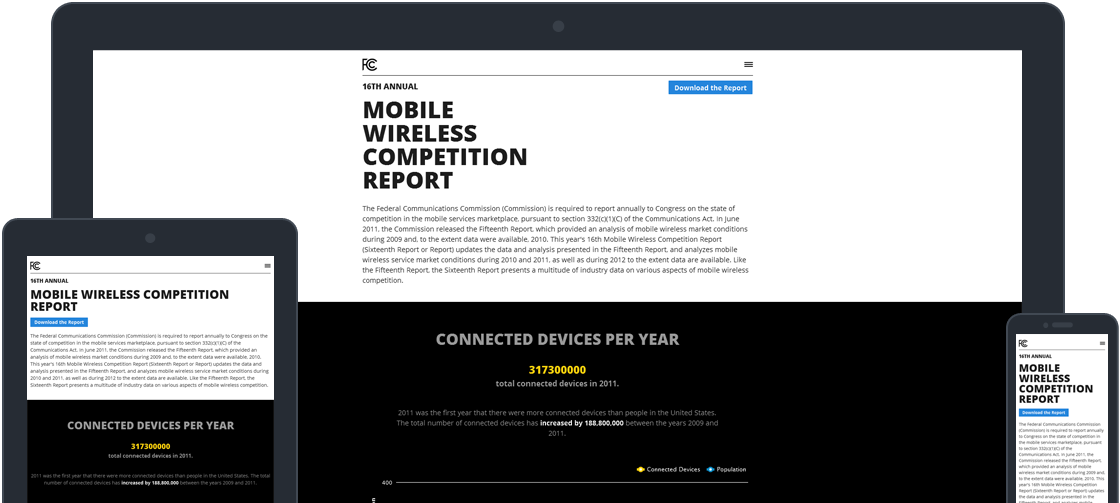 FCC
16TH ANNUAL
Download the Report
MOBILE
WIRELESS
COMPETITION
REPORT
The Federal Communications Commission (Commission) is required to report annually to Congress on the state of
competition in the mobile services marketplace, pursuant to section 332(c)(1)(C) of the Communications Act. In June
2011, the Commission released the Fifteenth Report, which provided an analysis of mobile wireless market conditions
during 2009 and, to the extent data were available, 2010. This year's 16th Mobile Wireless Competition Report
(Sixteenth Report or Report) updates the data and analysis presented in the Fifteenth Report, and analyzes mobile
wireless service market conditions during 2010 and 2011, as well as during 2012 to the extent data are available. Like
the Fifteenth Report, the Sixteenth Report presents a multitude of industry data on various aspects of mobile wireless
competition.
CONNECTED DEVICES PER YEAR
317300000
total connected devices in 2011.
2011 was the first year that there were more connected devices than people in the United States.
The total number of connected devices has increased by 188,800,000 between the years 2009 and
2011.
Connected Devices Population
400
FCC
16TH ANNUAL
MOBILE WIRELESS COMPETITION
REPORT
Download the Report
The Federal Communications Commission (Commission) is required to report annually to Congress on the
state of competition in the mobile services marketplace, pursuant to section 332(c)(1)(C) of the
Communications Act. In June 2011, the Commission released the Fifteenth Report, which provided an
analysis of mobile wireless market conditions during 2009 and, to the extent data were available, 2010.
This year's 16th Mobile Wireless Competition Report (Sixteenth Report or Report) updates the data and
analysis presented in the Fifteenth Report, and analyzes mobile wireless service market conditions during
2010 and 2011, as well as during 2012 to the extent data are available. Like the Fifteenth Report, the
Sixteenth Report presents a multitude of industry data on various aspects of mobile wireless competition.
CONNECTED DEVICES PER YEAR
317300000
total connected devices in 2011.
2011 was the first year that there were more connected devices than people in the United States. The total
number of connected devices has increased by 188,800,000 between the years 2009 and 2011.
FCC
16TH ANNUAL
MOBILE
WIRELESS
COMPETITION
REPORT
Download the Report
The Federal Communications Commission
(Commission) is required to report annually
to Congress on the state of competition in
the mobile services marketplace, pursuant
to section 332(c)(1)(C) of the
Communications Act. In June 2011, the
Commission released the Fifteenth Report,
which provided an analysis of mobile
wireless market conditions during 2009 and,
to the extent data were available, 2010. This
year's 16th Mobile Wireless Competition
Report (Sixteenth Report or Report) updates
the data and analysis presented in the